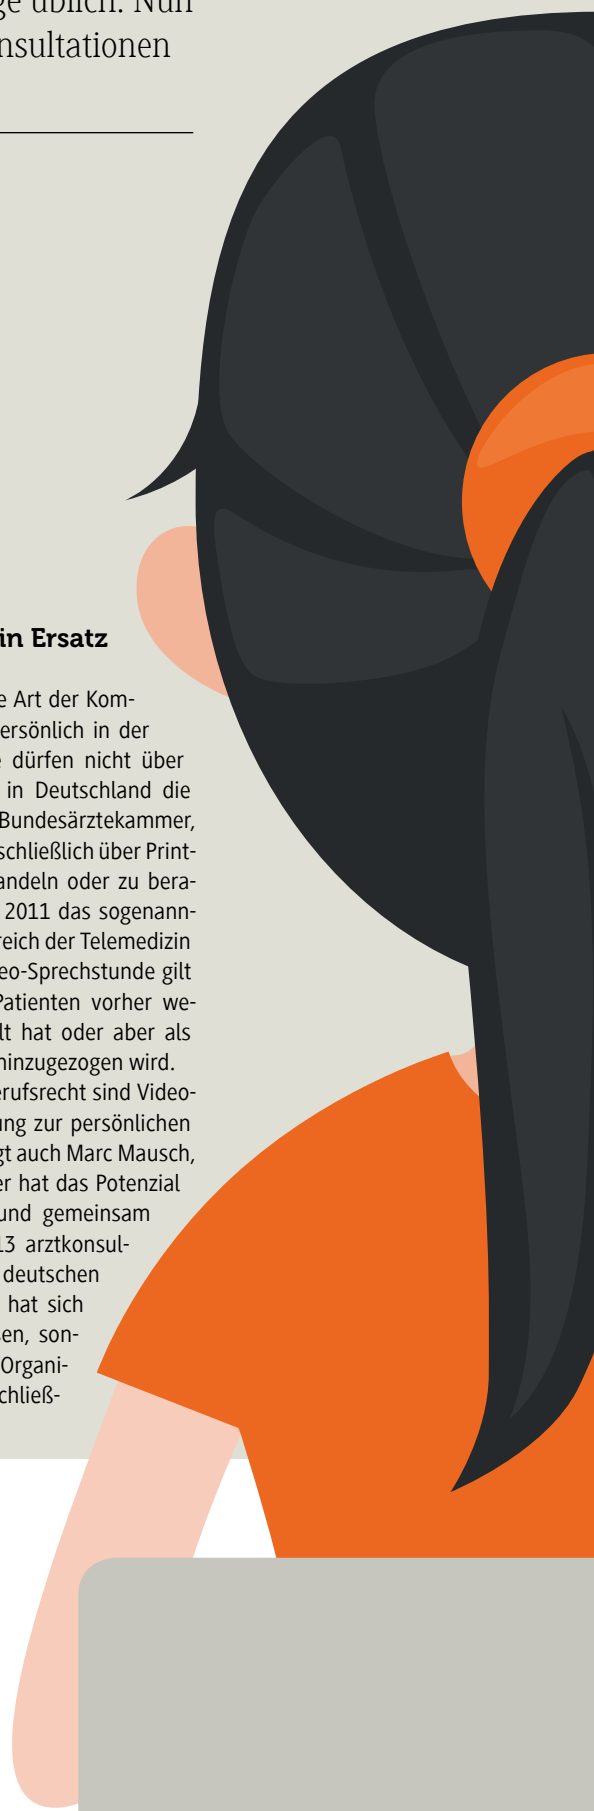 ge üblich. Nun
nsultationen
in Ersatz
e Art der Kom-
ersönlich in der
e dürfen nicht über
in Deutschland die
Bundesärztekammer,
schließlich über Print-
andeln oder zu bera-
2011 das sogenann-
reich der Telemedizin
eo-Sprechstunde gilt
Patienten vorher we-
lt hat oder aber als
hinzugezogen wird.
erufsrecht sind Video-
ung zur persönlichen
gt auch Marc Mausch,
er hat das Potenzial
und gemeinsam
13 arztkonsul-
deutschen
hat sich
sen, son-
Organi-
chließ-